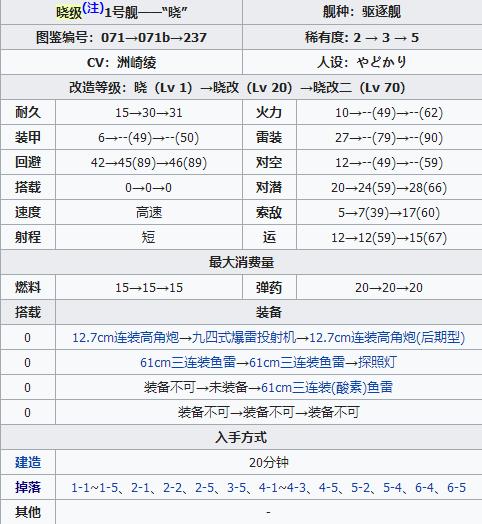 晓级(注)1号舰——“晓” 舰种：驱逐舰
图鉴编号：071→071b→237 稀有度: 2 → 3 → 5
CV：洲崎绫 人设：やどかり
改造等级：晓（Lv 1）→晓改（Lv 20）→晓改二（Lv 70）
耐久 15→30→31 火力 10→--(49)→--(62)
装甲 6→--(49)→--(50) 雷装 27→--(79)→--(90)
回避 42→45(89)→46(89) 对空 12→--(49)→--(59)
搭载 0→0→0 对潜 20→24(59)→28(66)
速度 高速 索敌 5→7(39)→17(60)
射程 短 运 12→12(59)→15(67)
最大消费量
燃料 15→15→15 弹药 20→20→20
搭载 装备
0 12.7cm连装高角炮→九四式爆雷投射机→12.7cm连装高角炮(后期型)
0 61cm三连装鱼雷→61cm三连装鱼雷→探照灯
0 装备不可→未装备→61cm三连装(酸素)鱼雷
0 装备不可→装备不可→装备不可
入手方式
建造 20分钟
掉落 1-1~1-5、2-1、2-2、2-5、3-5、4-1~4-3、4-5、5-2、5-4、6-4、6-5
其他 -